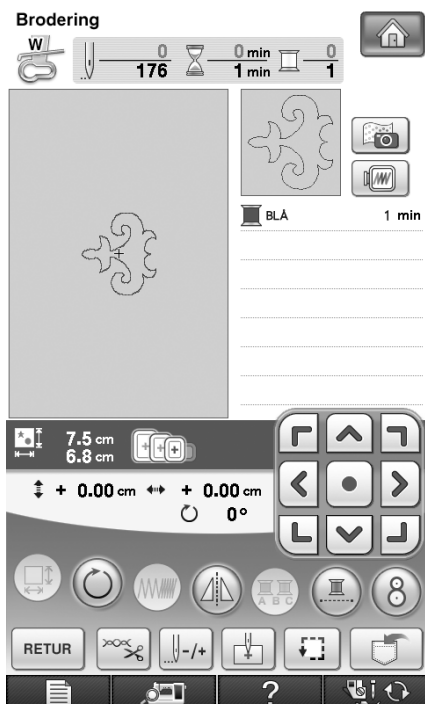 Brodering
W
0 0 min 0
176 1 min 1
BLÅ 1 min
7.5 cm
6.8 cm
+ 0.00 cm + 0.00 cm
0°
A B C
8
RETUR
-/+
?